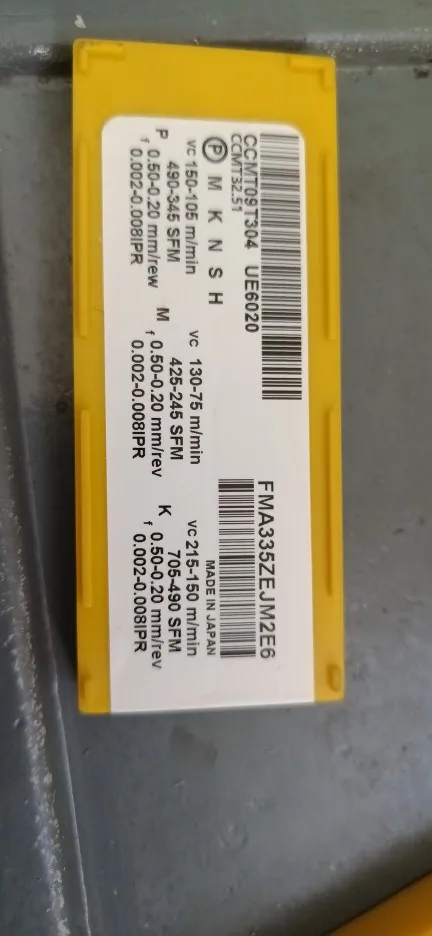 CCMT09T304 UE6020
CCMT32.51
FMA335ZEJM2E6
P M K N S H
MADE IN JAPAN
P
vc 150-105 m/min
490-345 SFM
f 0.50-0.20 mm/rew
0.002-0.008IPR
M
vc 130-75 m/min
425-245 SFM
f 0.50-0.20 mm/rev
0.002-0.008IPR
K
vc 215-150 m/min
705-490 SFM
f 0.50-0.20 mm/rev
0.002-0.008IPR